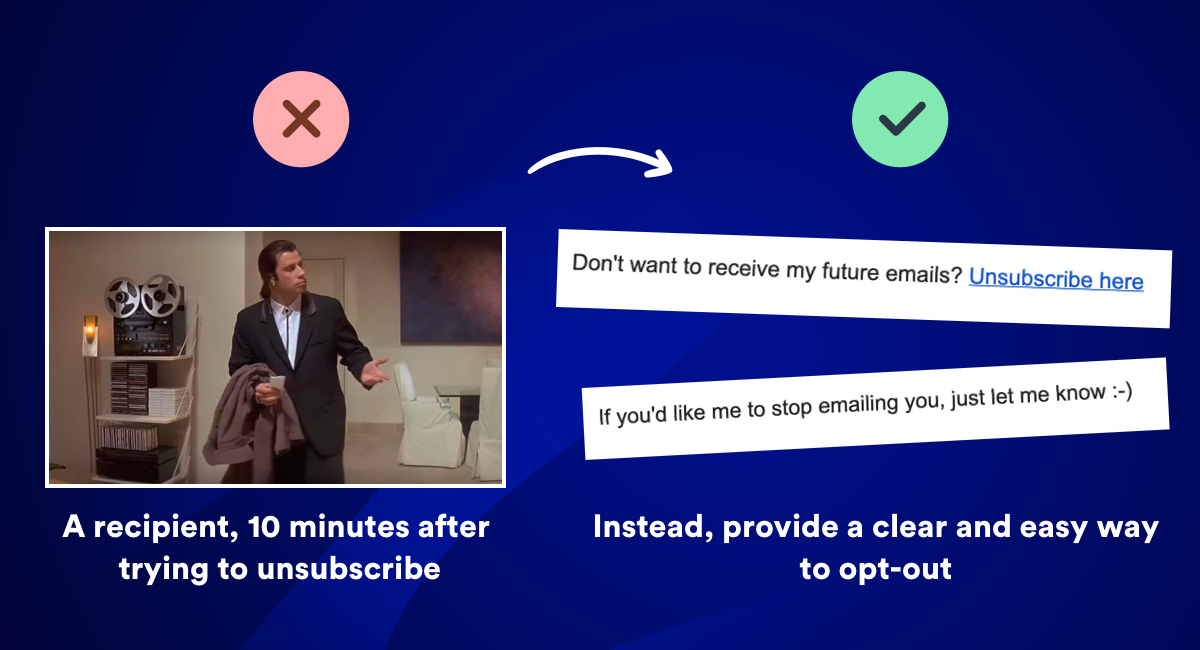 Don't want to receive my future emails? Unsubscribe here
If you'd like me to stop emailing you, just let me know :-)
A recipient, 10 minutes after
trying to unsubscribe
Instead, provide a clear and easy way
to opt-out